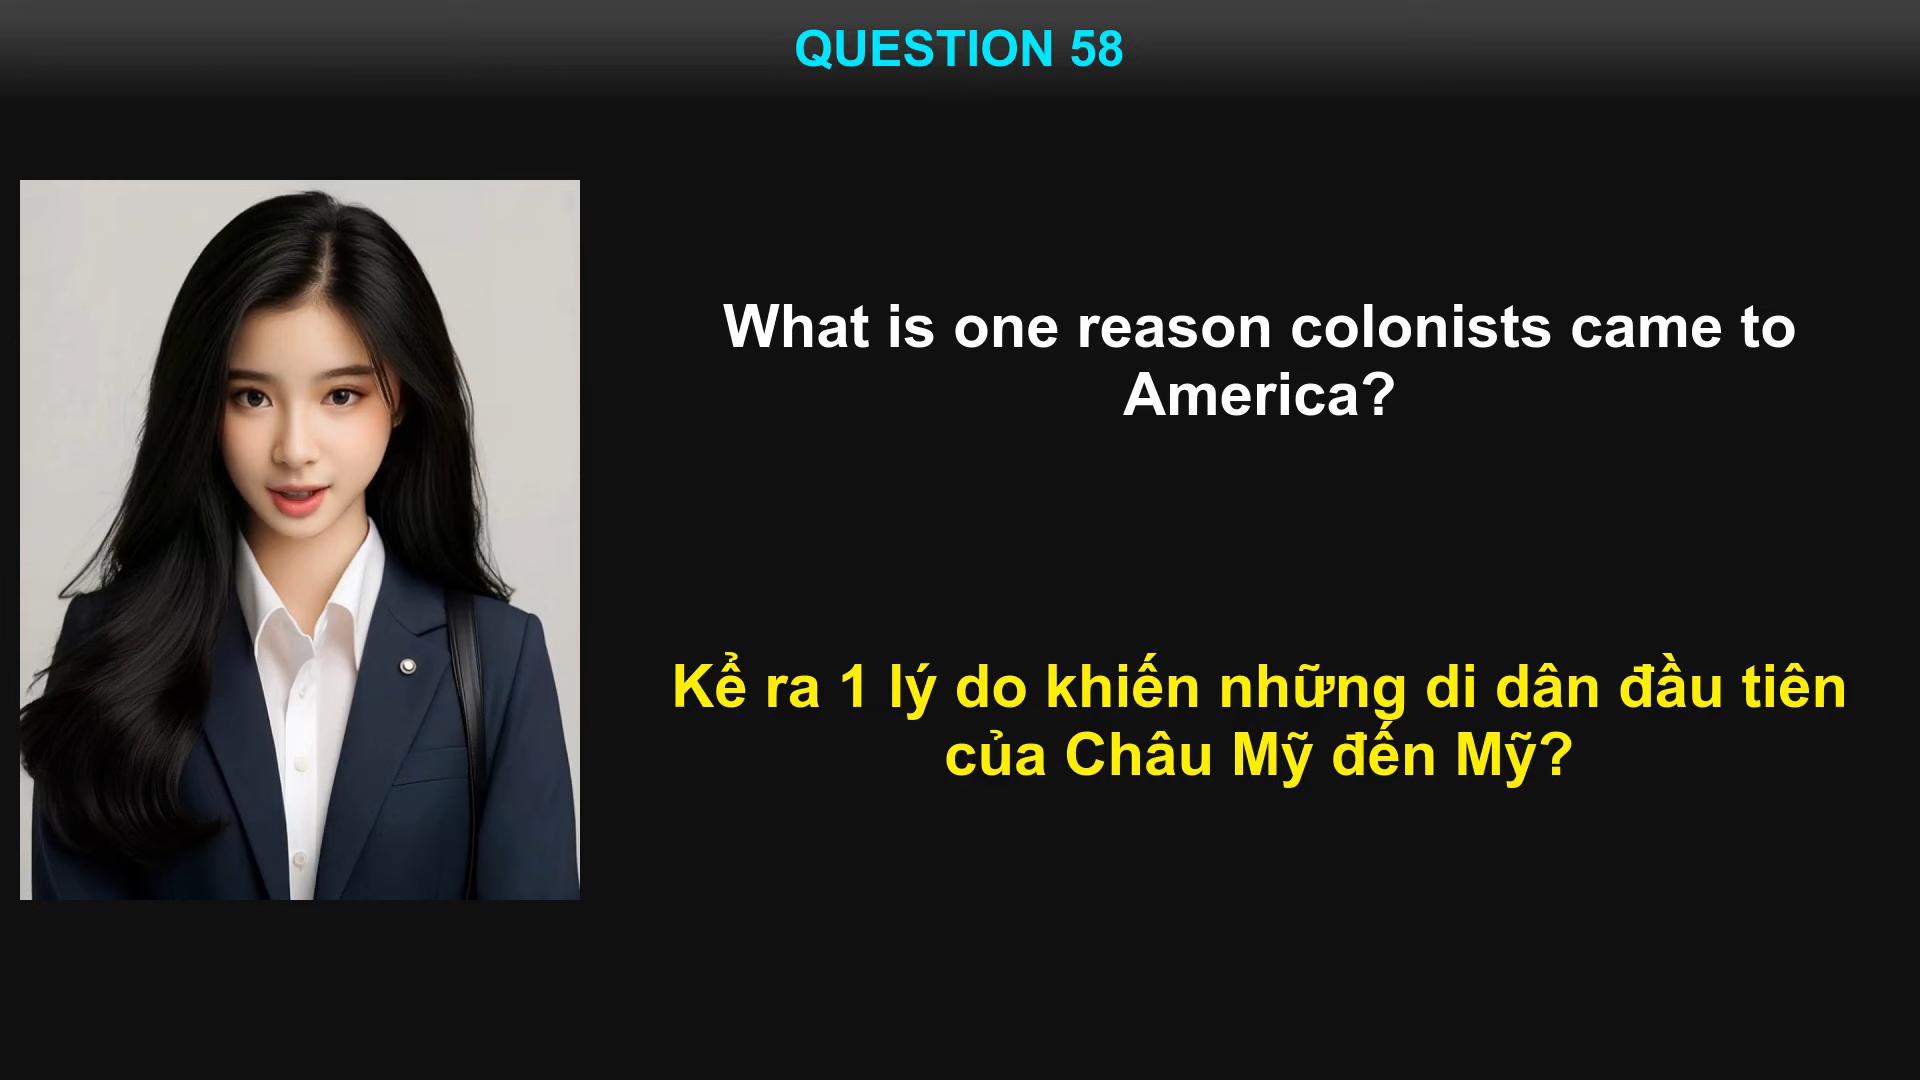 QUESTION 58
What is one reason colonists came to
America?
Kể ra 1 lý do khiến những di dân đầu tiên
của Châu Mỹ đến Mỹ?